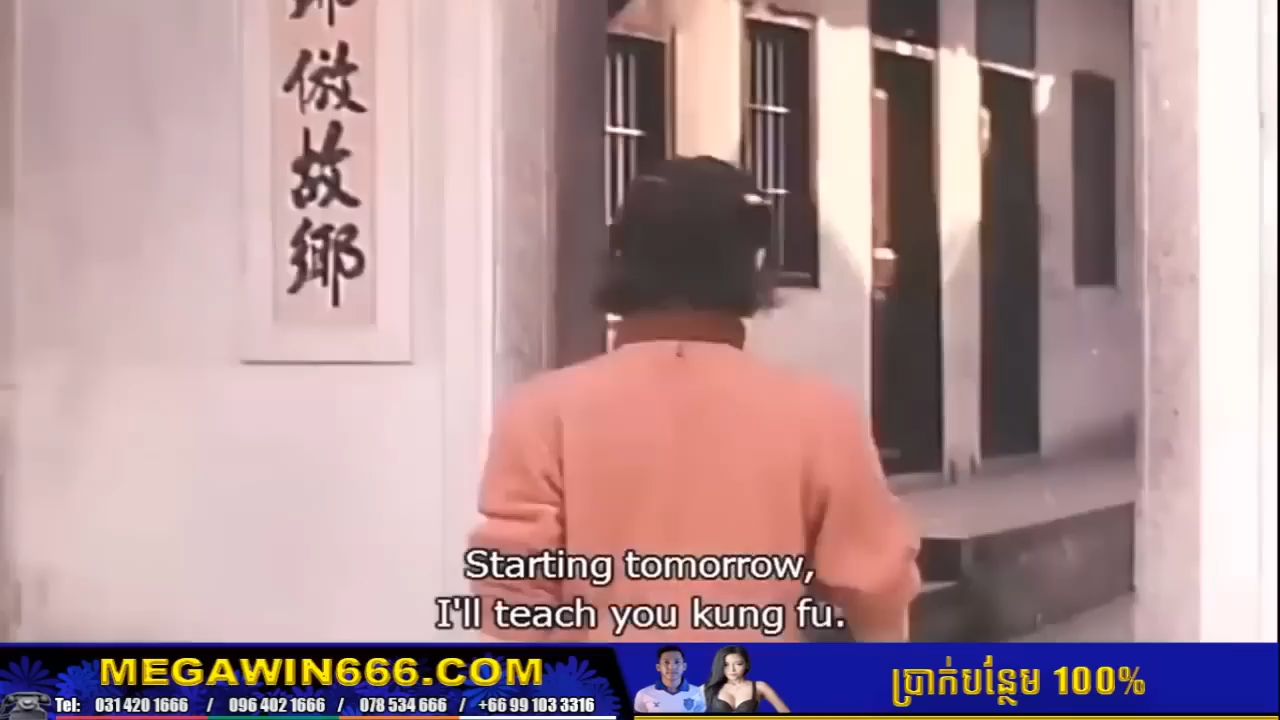 倣
故
鄉
Starting tomorrow,
I'll teach you kung fu.
MEGAWIN666.COM
Tel: 031 420 1666 / 096 402 1666 / 078 534 666 / +66 99 103 3316
ប្រាក់បន្ថែម 100%